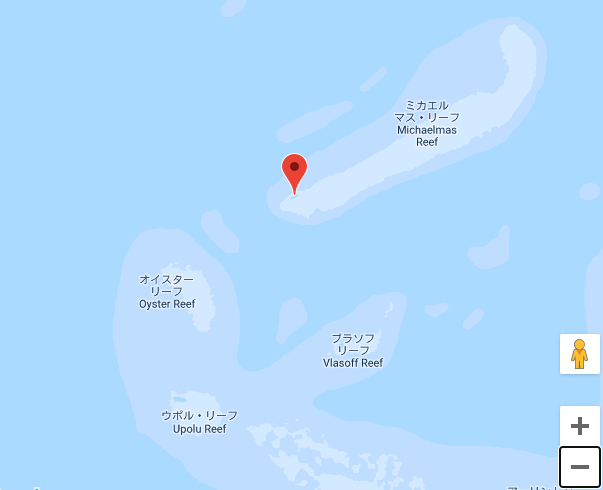 ミカエル
マス・リーフ
Michaelmas
Reef
オイスター
リーフ
Oyster Reef
ブラソフ
リーフ
Vlasoff Reef
ウポル・リーフ
Upolu Reef